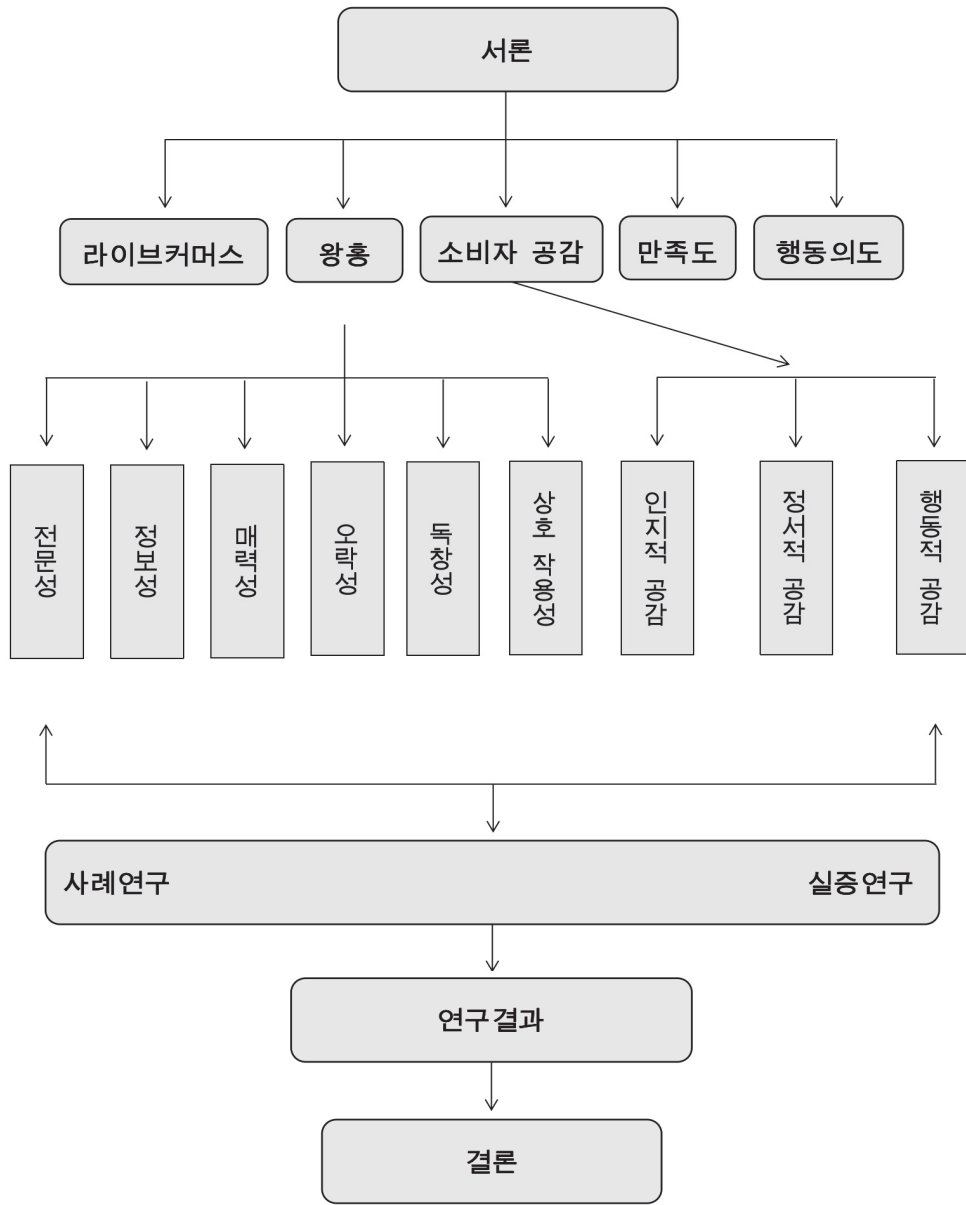 서론
라이브커머스
왕홍
소비자 공감
만족도
행동의도
전문성
정보성
매력성
오락성
독창성
상호 작용성
인지적 공감
정서적 공감
행동적 공감
사례연구
실증연구
연구결과
결론